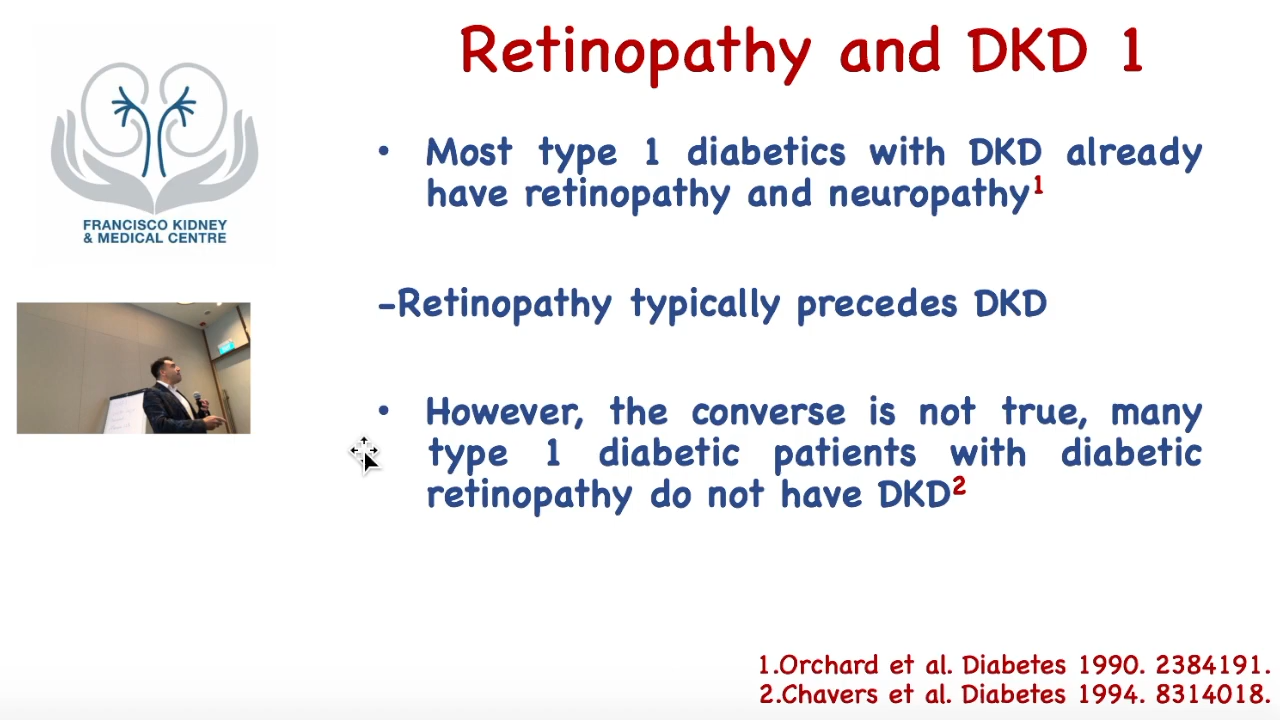 Retinopathy and DKD 1
• Most type 1 diabetics with DKD already
have retinopathy and neuropathy¹
-Retinopathy typically precedes DKD
• However, the converse is not true, many
type 1 diabetic patients with diabetic
retinopathy do not have DKD²
FRANCISCO KIDNEY
& MEDICAL CENTRE
1.Orchard et al. Diabetes 1990. 2384191.
2.Chavers et al. Diabetes 1994. 8314018.